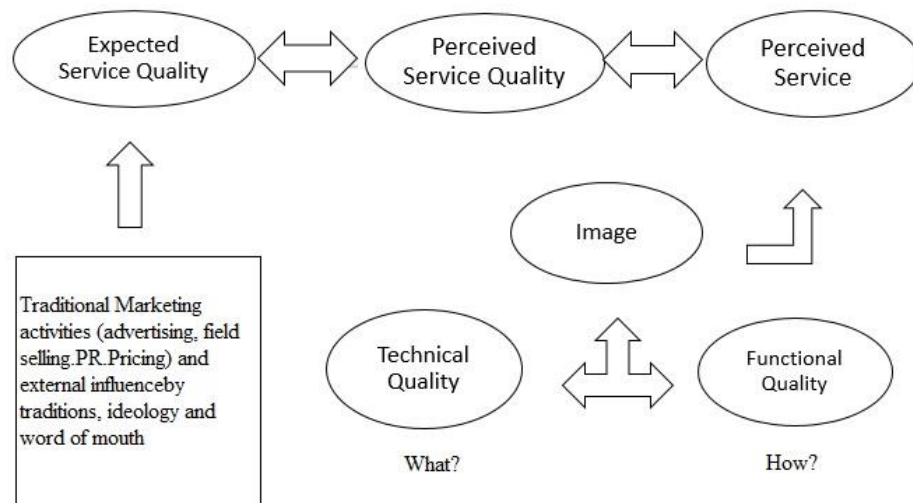 Expected
Service Quality
Perceived
Service Quality
Perceived
Service
Image
Traditional Marketing
activities (advertising, field
selling.PR.Pricing) and
external influenceby
traditions, ideology and
word of mouth
Technical
Quality
Functional
Quality
What?
How?